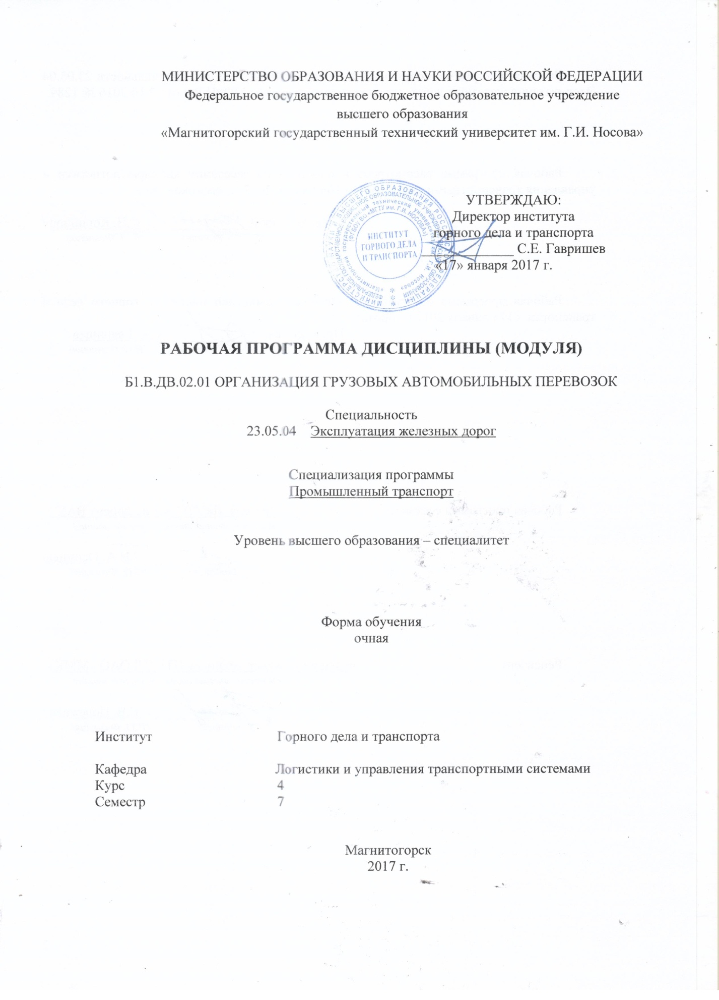 МИНИСТЕРСТВО ОБРАЗОВАНИЯ И НАУКИ РОССИЙСКОЙ ФЕДЕРАЦИИ
Федеральное государственное бюджетное образовательное учреждение
высшего образования
«Магнитогорский государственный технический университет им. Г.И. Носова»
УТВЕРЖДАЮ:
Директор института
горного дела и транспорта
С.Е. Гавришев
«17» января 2017 г.
ИНСТИТУТ
ГОРНОГО ДЕЛА
И ТРАНСПОРТА
РАБОЧАЯ ПРОГРАММА ДИСЦИПЛИНЫ (МОДУЛЯ)
Б1.В.ДВ.02.01 ОРГАНИЗАЦИЯ ГРУЗОВЫХ АВТОМОБИЛЬНЫХ ПЕРЕВОЗОК
Специальность
23.05.04 Эксплуатация железных дорог
Специализация программы
Промышленный транспорт
Уровень высшего образования – специалитет
Форма обучения
очная
Институт Горного дела и транспорта
Кафедра Логистики и управления транспортными системами
Курс 4
Семестр 7
Магнитогорск
2017 г.